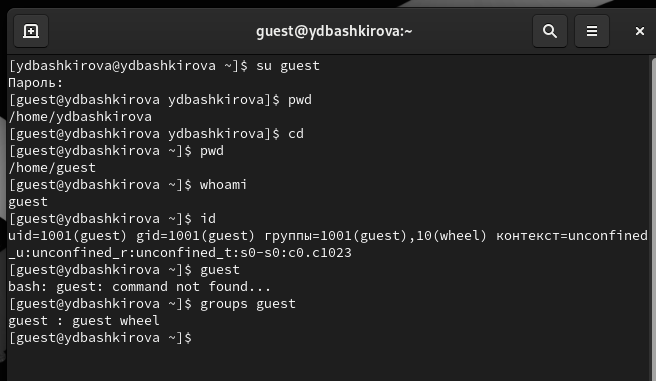 guest@ydbashkirova:~
[ydbashkirova@ydbashkirova ~]$ su guest
Пароль:
[guest@ydbashkirova ydbashkirova]$ pwd
/home/ydbashkirova
[guest@ydbashkirova ydbashkirova]$ cd
[guest@ydbashkirova ~]$ pwd
/home/guest
[guest@ydbashkirova ~]$ whoami
guest
[guest@ydbashkirova ~]$ id
uid=1001(guest) gid=1001(guest) группы=1001(guest),10(wheel) контекст=unconfined
_u:unconfined_r:unconfined_t:s0-s0:c0.c1023
[guest@ydbashkirova ~]$ guest
bash: guest: command not found...
[guest@ydbashkirova ~]$ groups guest
guest : guest wheel
[guest@ydbashkirova ~]$